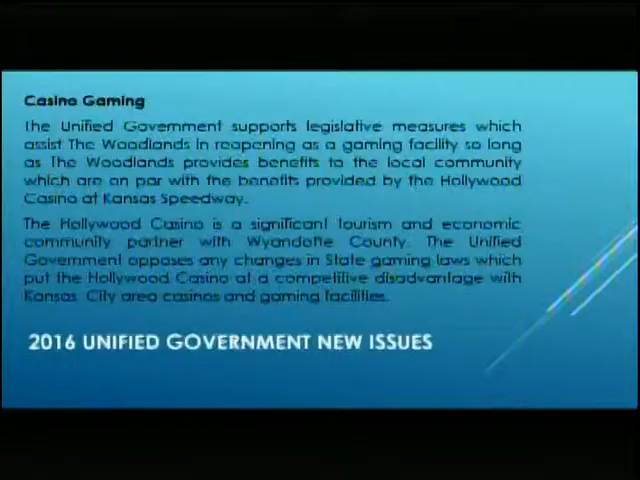 Casino Gaming
The Unified Government supports legislative measures which
assist The Woodlands in reopening as a gaming facility so long
as The Woodlands provides benefits to the local community
which are on par with the benefits provided by the Hollywood
Casino at Kansas Speedway.
The Hollywood Casino is a significant tourism and economic
community partner with Wyandotte County. The Unified
Government opposes any changes in State gaming laws which
put the Hollywood Casino at a competitive disadvantage with
Kansas City area casinos and gaming facilities.
2016 UNIFIED GOVERNMENT NEW ISSUES